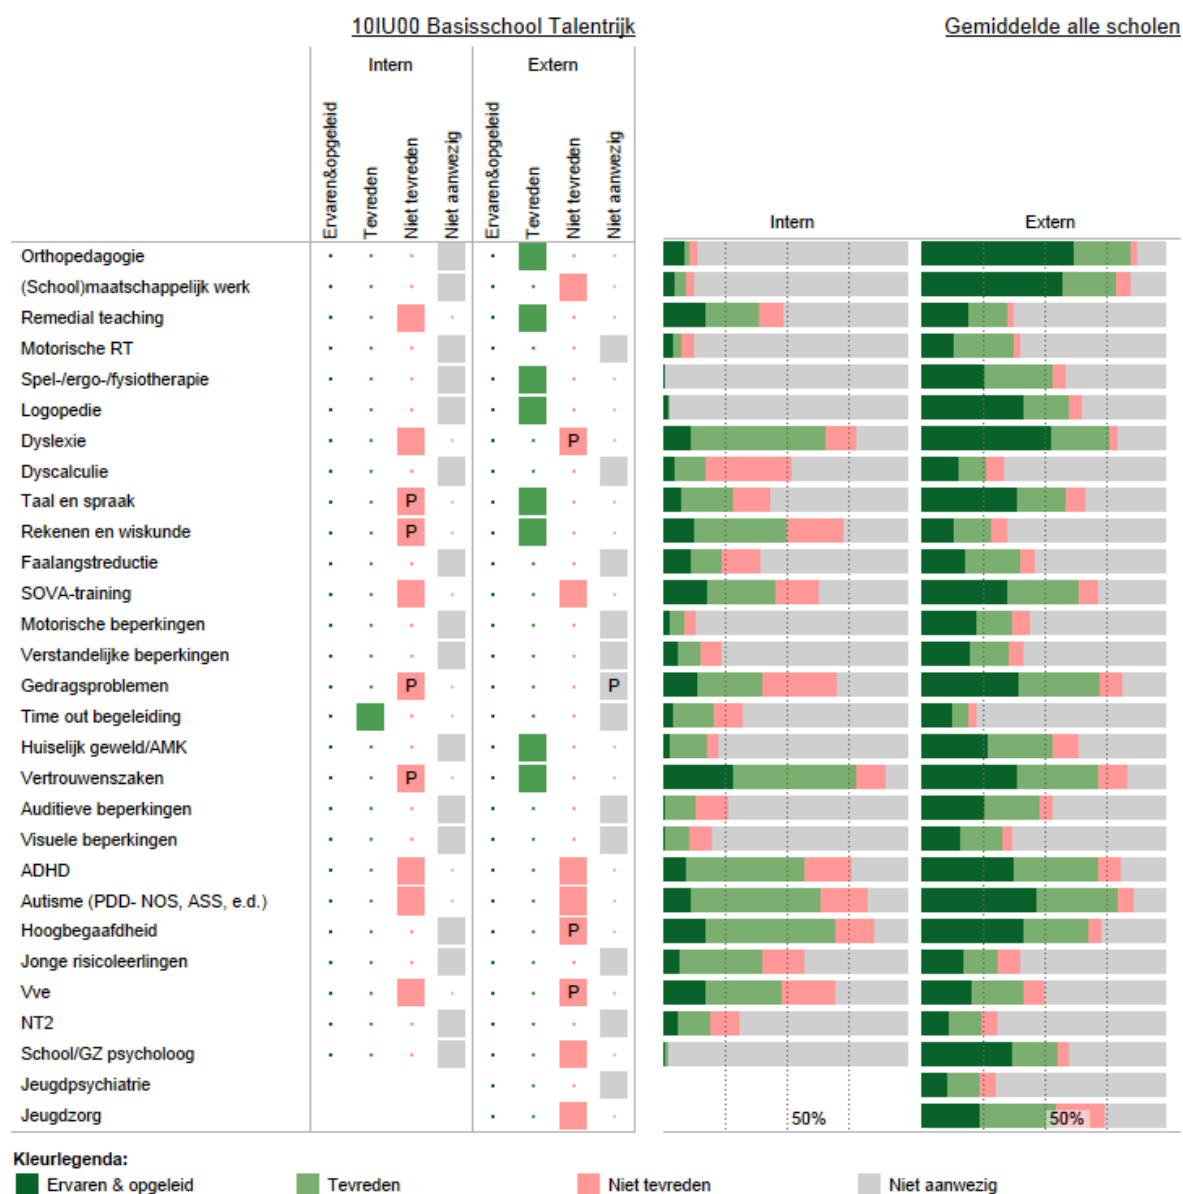 10IU00 Basisschool Talentrijk
Gemiddelde alle scholen
Intern
Extern
Ervaren&opgeleid
Tevreden
Niet tevreden
Niet aanwezig
Ervaren&opgeleid
Tevreden
Niet tevreden
Niet aanwezig
Intern
Extern
Orthopedagogie
(School)maatschappelijk werk
Remedial teaching
Motorische RT
Spel-/ergo-/fysiotherapie
Logopedie
Dyslexie P
Dyscalculie
Taal en spraak P
Rekenen en wiskunde P
Faalangstreductie
SOVA-training
Motorische beperkingen
Verstandelijke beperkingen
Gedragsproblemen P P
Time out begeleiding
Huiselijk geweld/AMK
Vertrouwenszaken P
Auditieve beperkingen
Visuele beperkingen
ADHD
Autisme (PDD- NOS, ASS, e.d.)
Hoogbegaafdheid P
Jonge risicoleerlingen
Vve P
NT2
School/GZ psycholoog
Jeugdpsychiatrie
Jeugdzorg 50% 50%
Kleurlegenda:
Ervaren & opgeleid Tevreden Niet tevreden Niet aanwezig